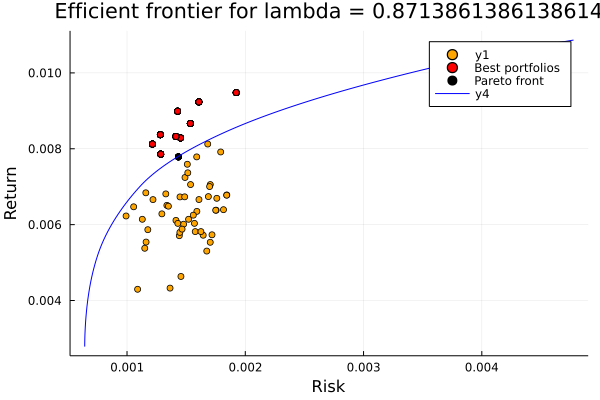 Efficient frontier for lambda = 0.8713861386138614
y1
Best portfolios
Pareto front
y4
0.010
0.008
0.006
0.004
Return
0.001
0.002
0.003
0.004
Risk